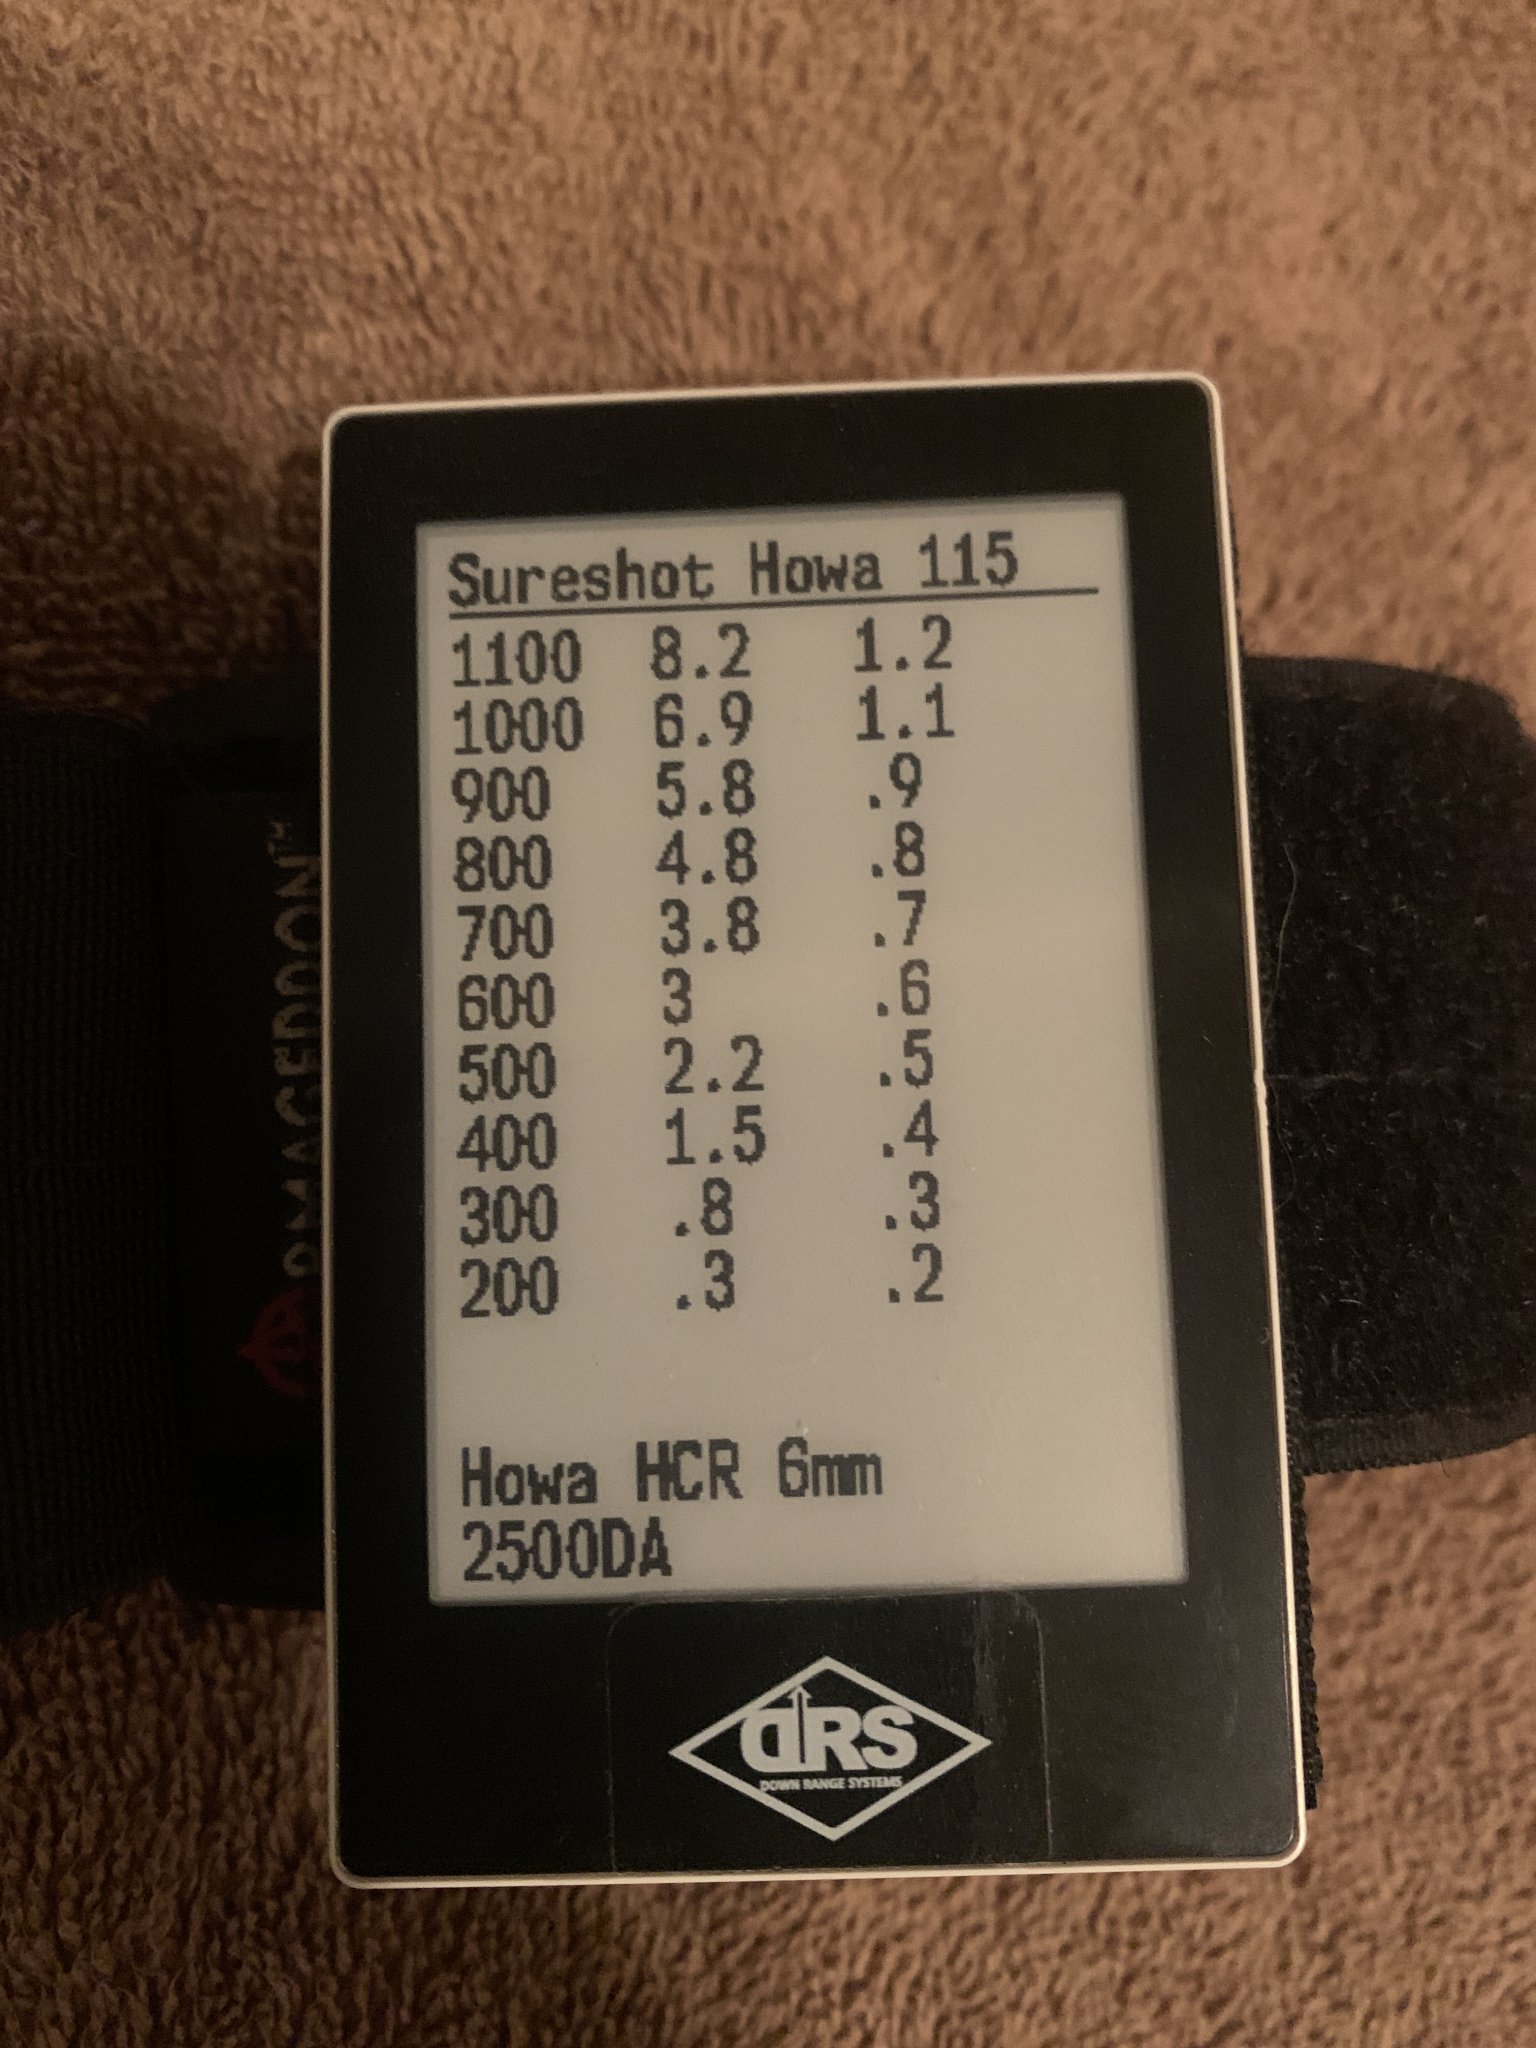 Sureshot Howa 115
1100 8.2 1.2
1000 6.9 1.1
900 5.8 .9
800 4.8 .8
700 3.8 .7
600 3 .6
500 2.2 .5
400 1.5 .4
300 .8 .3
200 .3 .2
Howa HCR 6mm
2500DA
DRS
DOWN RANGE SYSTEMS
RMAGEDDON™